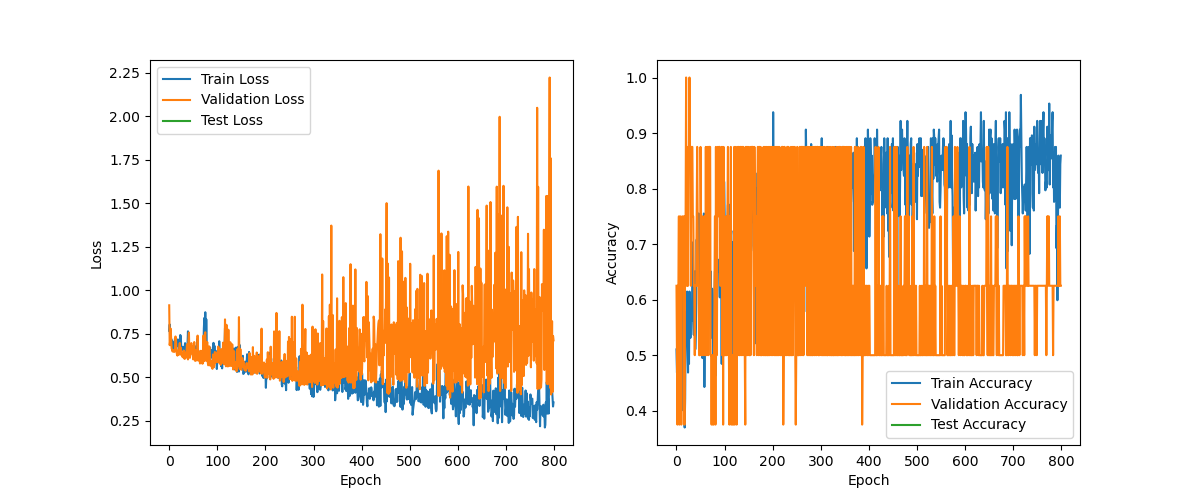 2.25
2.00
1.75
1.50
1.25
1.00
0.75
0.50
0.25
Loss
Train Loss
Validation Loss
Test Loss
0 100 200 300 400 500 600 700 800
Epoch
1.0
0.9
0.8
0.7
0.6
0.5
0.4
Accuracy
Train Accuracy
Validation Accuracy
Test Accuracy
0 100 200 300 400 500 600 700 800
Epoch